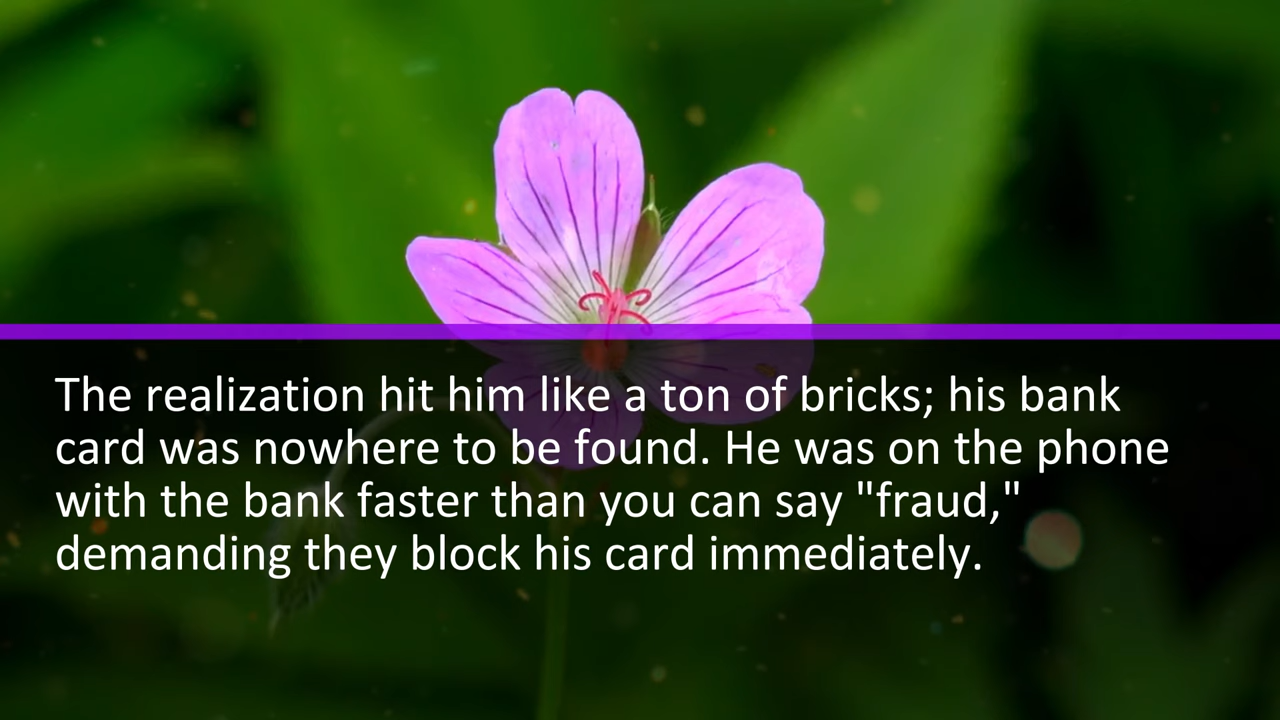 The realization hit him like a ton of bricks; his bank
card was nowhere to be found. He was on the phone
with the bank faster than you can say "fraud,"
demanding they block his card immediately.